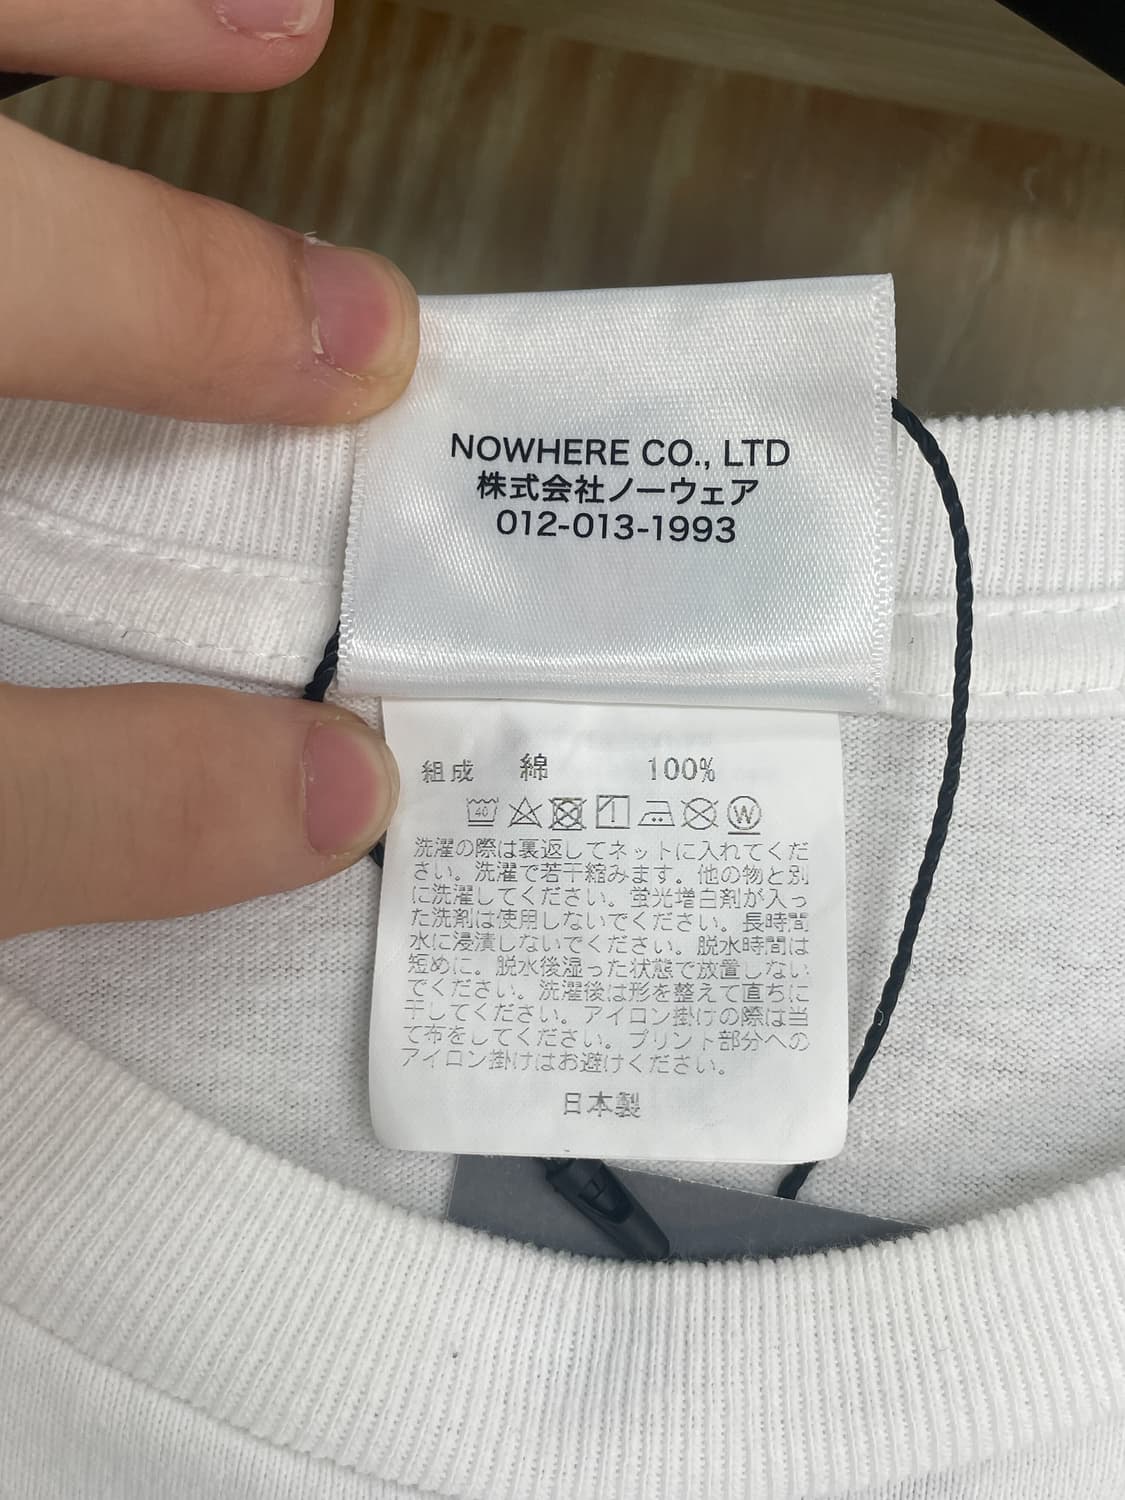 NOWHERE CO., LTD
株式会社ノーウェア
012-013-1993
組成 綿 100%
40
W
洗濯の際は裏返してネットに入れてくだ
さい。洗濯で若干縮みます。他の物と別
に洗濯してください。蛍光増白剤が入っ
た洗剤は使用しないでください。長時間
水に浸漬しないでください。脱水時間は
短めに。脱水後湿った状態で放置しない
でください。洗濯後は形を整えて直ちに
干してください。アイロン掛けの際は当
て布をしてください。プリント部分への
アイロン掛けはお避けください。
日本製